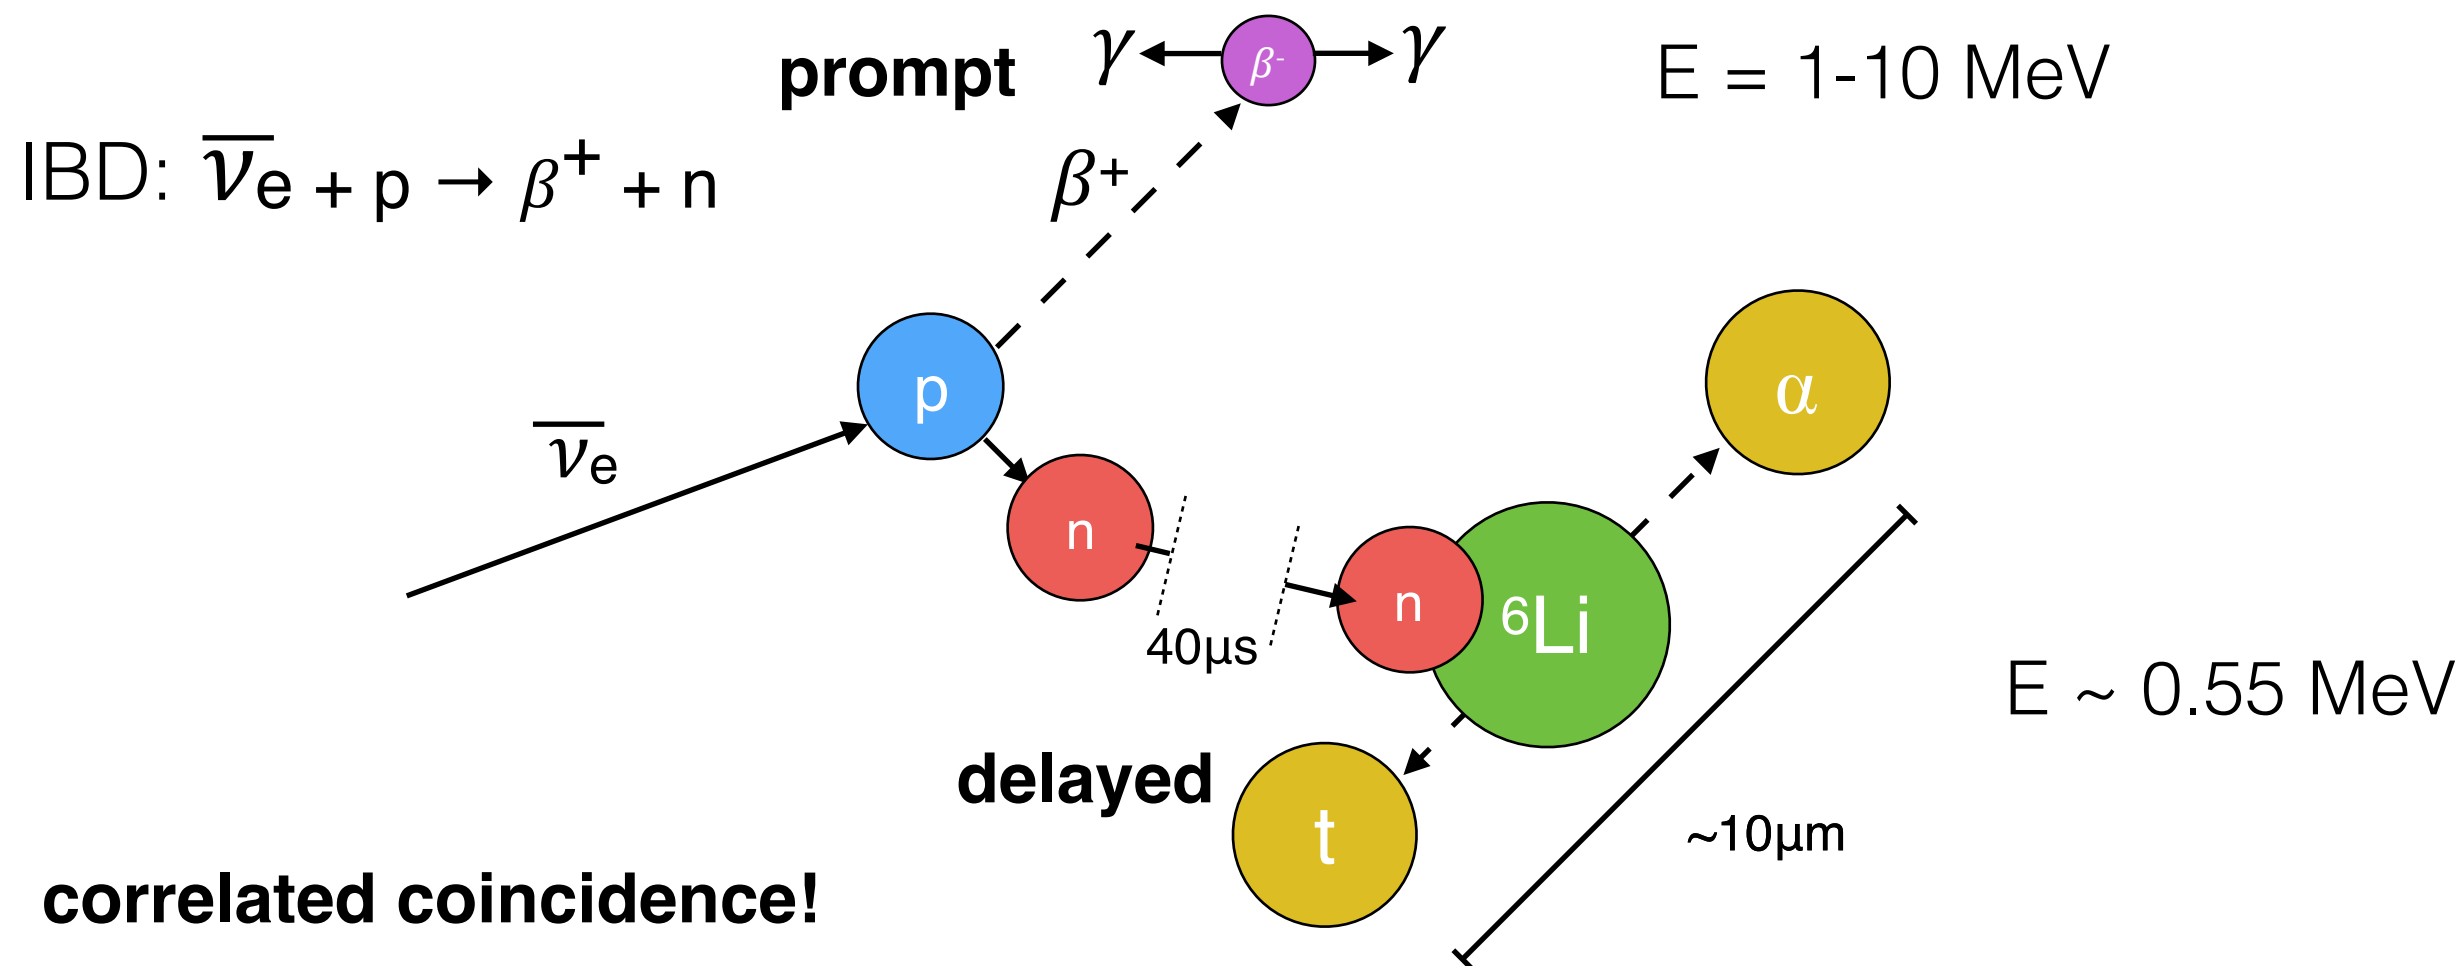 prompt
γ
β⁻
γ
E = 1-10 MeV
IBD: ν̅ₑ + p → β⁺ + n
β⁺
p
α
ν̅ₑ
n
n
⁶Li
40μs
E ~ 0.55 MeV
delayed
t
~10μm
correlated coincidence!